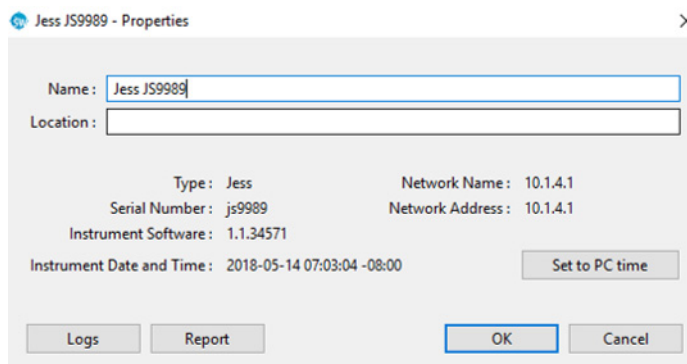 SW Jess JS9989 - Properties
Name : Jess JS9989
Location :
Type : Jess Network Name : 10.1.4.1
Serial Number : js9989 Network Address : 10.1.4.1
Instrument Software : 1.1.34571
Instrument Date and Time : 2018-05-14 07:03:04 -08:00 Set to PC time
Logs Report OK Cancel